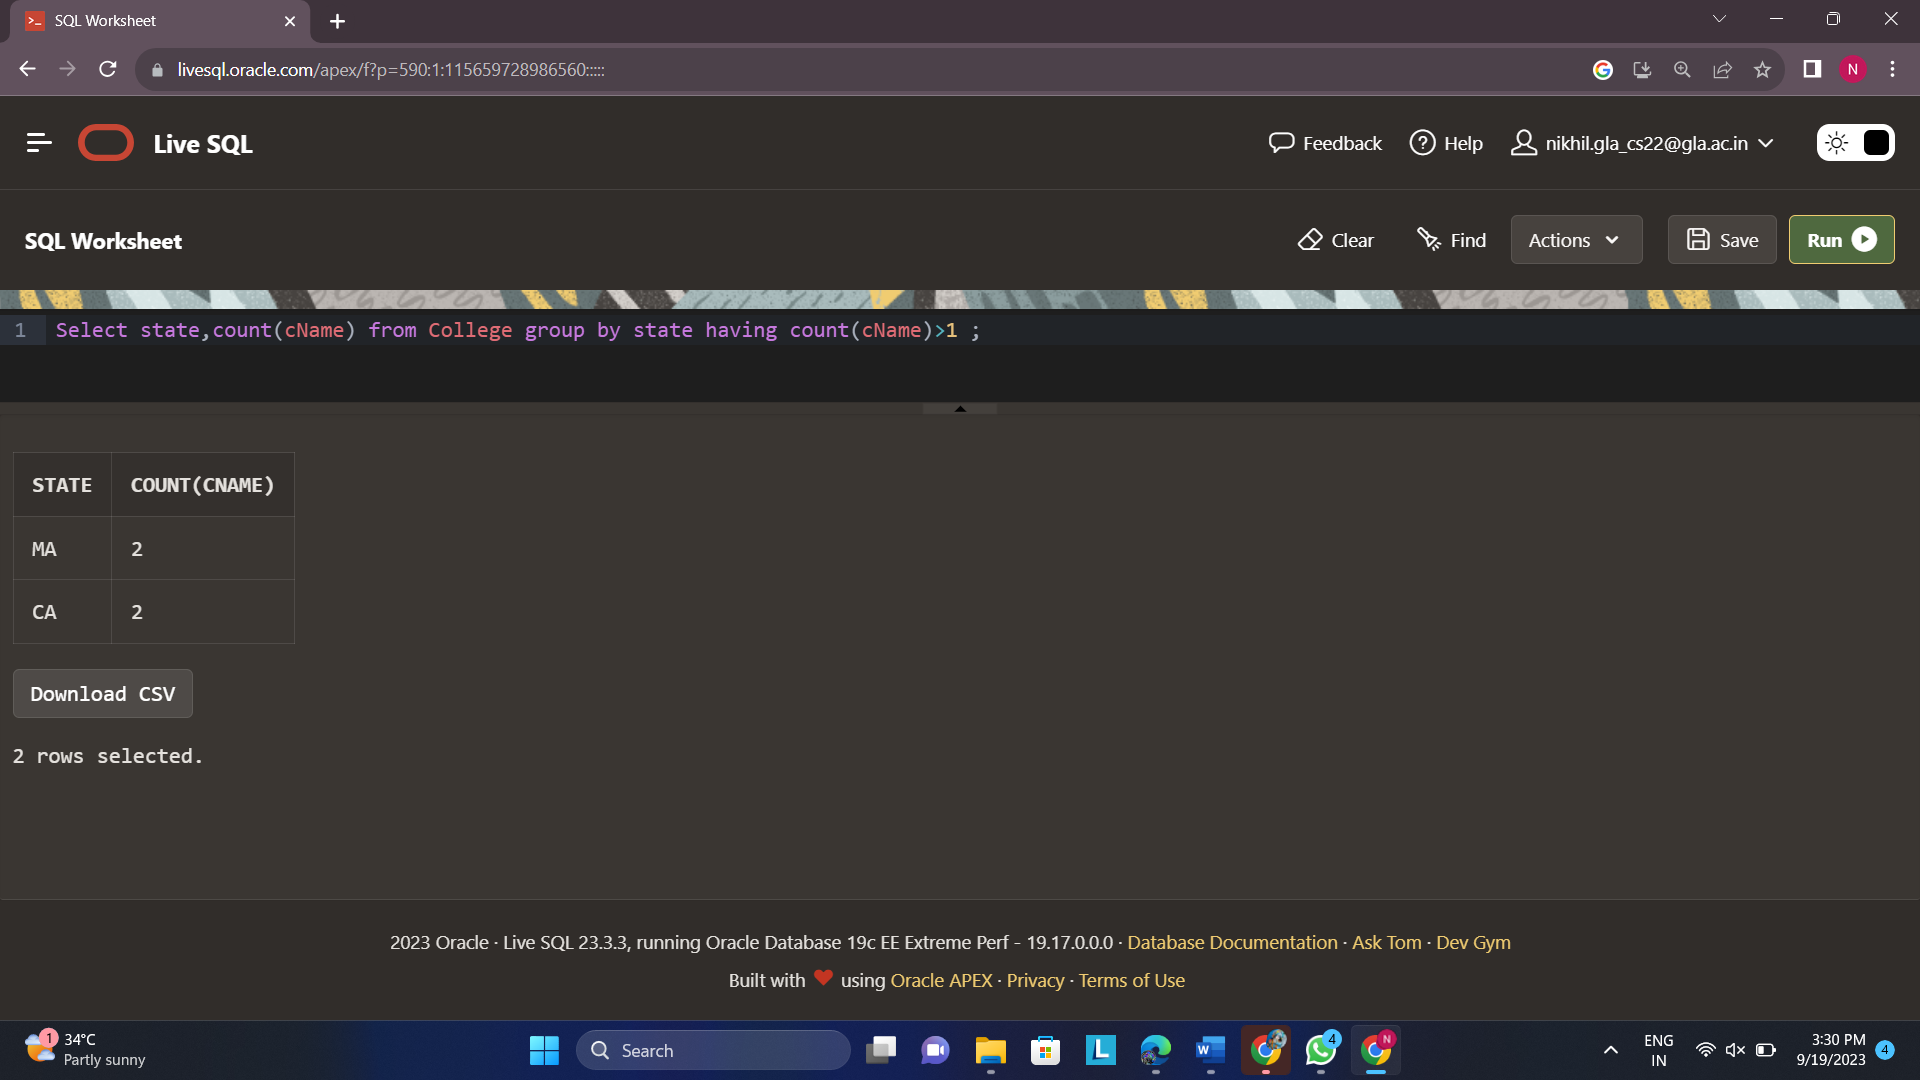 SQL Worksheet
livesql.oracle.com/apex/f?p=590:1:115659728986560:::::
N
Live SQL
Feedback
Help
nikhil.gla_cs22@gla.ac.in
SQL Worksheet
Clear
Find
Actions
Save
Run
1 Select state,count(cName) from College group by state having count(cName)>1 ;
STATE COUNT(CNAME)
MA 2
CA 2
Download CSV
2 rows selected.
2023 Oracle · Live SQL 23.3.3, running Oracle Database 19c EE Extreme Perf - 19.17.0.0.0 · Database Documentation · Ask Tom · Dev Gym
Built with ❤ using Oracle APEX · Privacy · Terms of Use
1
34°C
Partly sunny
Search
L
W
4
N
ENG
IN
3:30 PM
9/19/2023
4